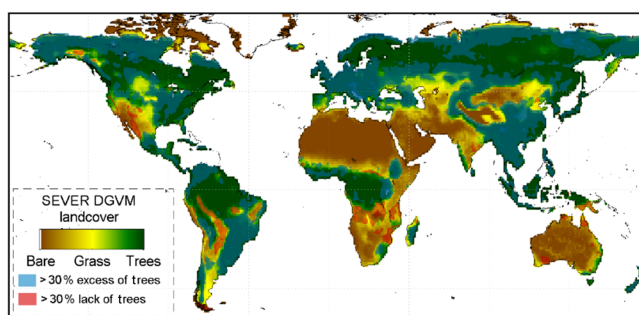 SEVER DGVM
landcover
Bare Grass Trees
>30% excess of trees
>30% lack of trees